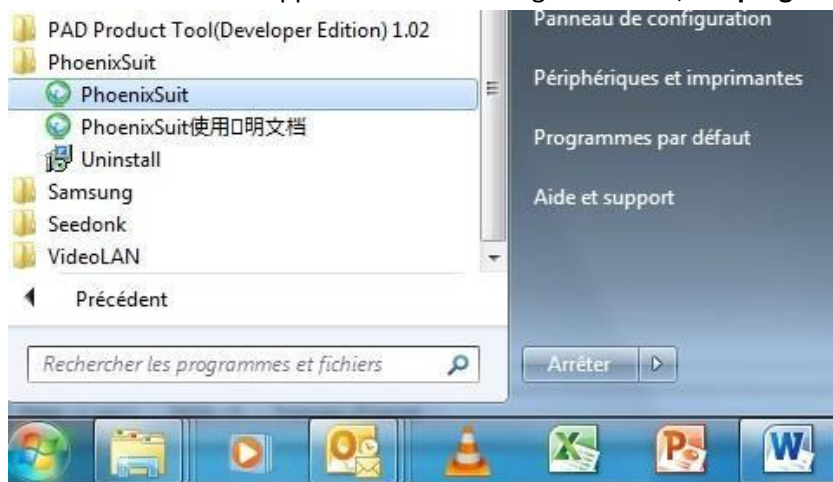 PAD Product Tool(Developer Edition) 1.02
PhoenixSuit
PhoenixSuit
PhoenixSuit使用□明文档
Uninstall
Samsung
Seedonk
VideoLAN
Précédent
Rechercher les programmes et fichiers
Panneau de configuration
Périphériques et imprimantes
Programmes par défaut
Aide et support
Arrêter